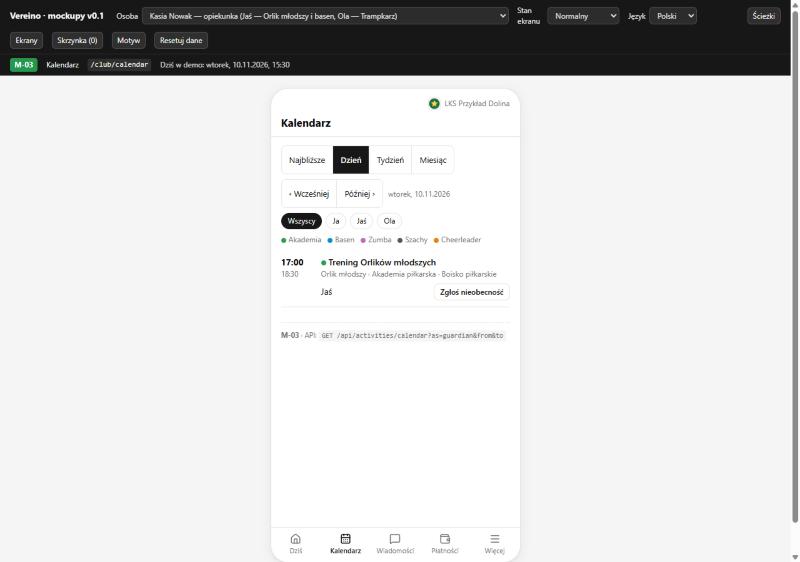 Vereino · mockupy v0.1 Osoba Kasia Nowak — opiekunka (Jaś — Orlik młodszy i basen, Ola — Trampkarz) Stan ekranu Normalny Język Polski Ścieżki
Ekrany Skrzynka (0) Motyw Resetuj dane
M-03 Kalendarz /club/calendar Dziś w demo: wtorek, 10.11.2026, 15:30
LKS Przykład Dolina
Kalendarz
Najbliższe Dzień Tydzień Miesiąc
‹ Wcześniej Później › wtorek, 10.11.2026
Wszyscy Ja Jaś Ola
Akademia Basen Zumba Szachy Cheerleader
17:00 Trening Orlików młodszych
18:30 Orlik młodszy · Akademia piłkarska · Boisko piłkarskie
Jaś Zgłoś nieobecność
M-03 · API: GET /api/activities/calendar?as=guardian&from&to
Dziś Kalendarz Wiadomości Płatności Więcej